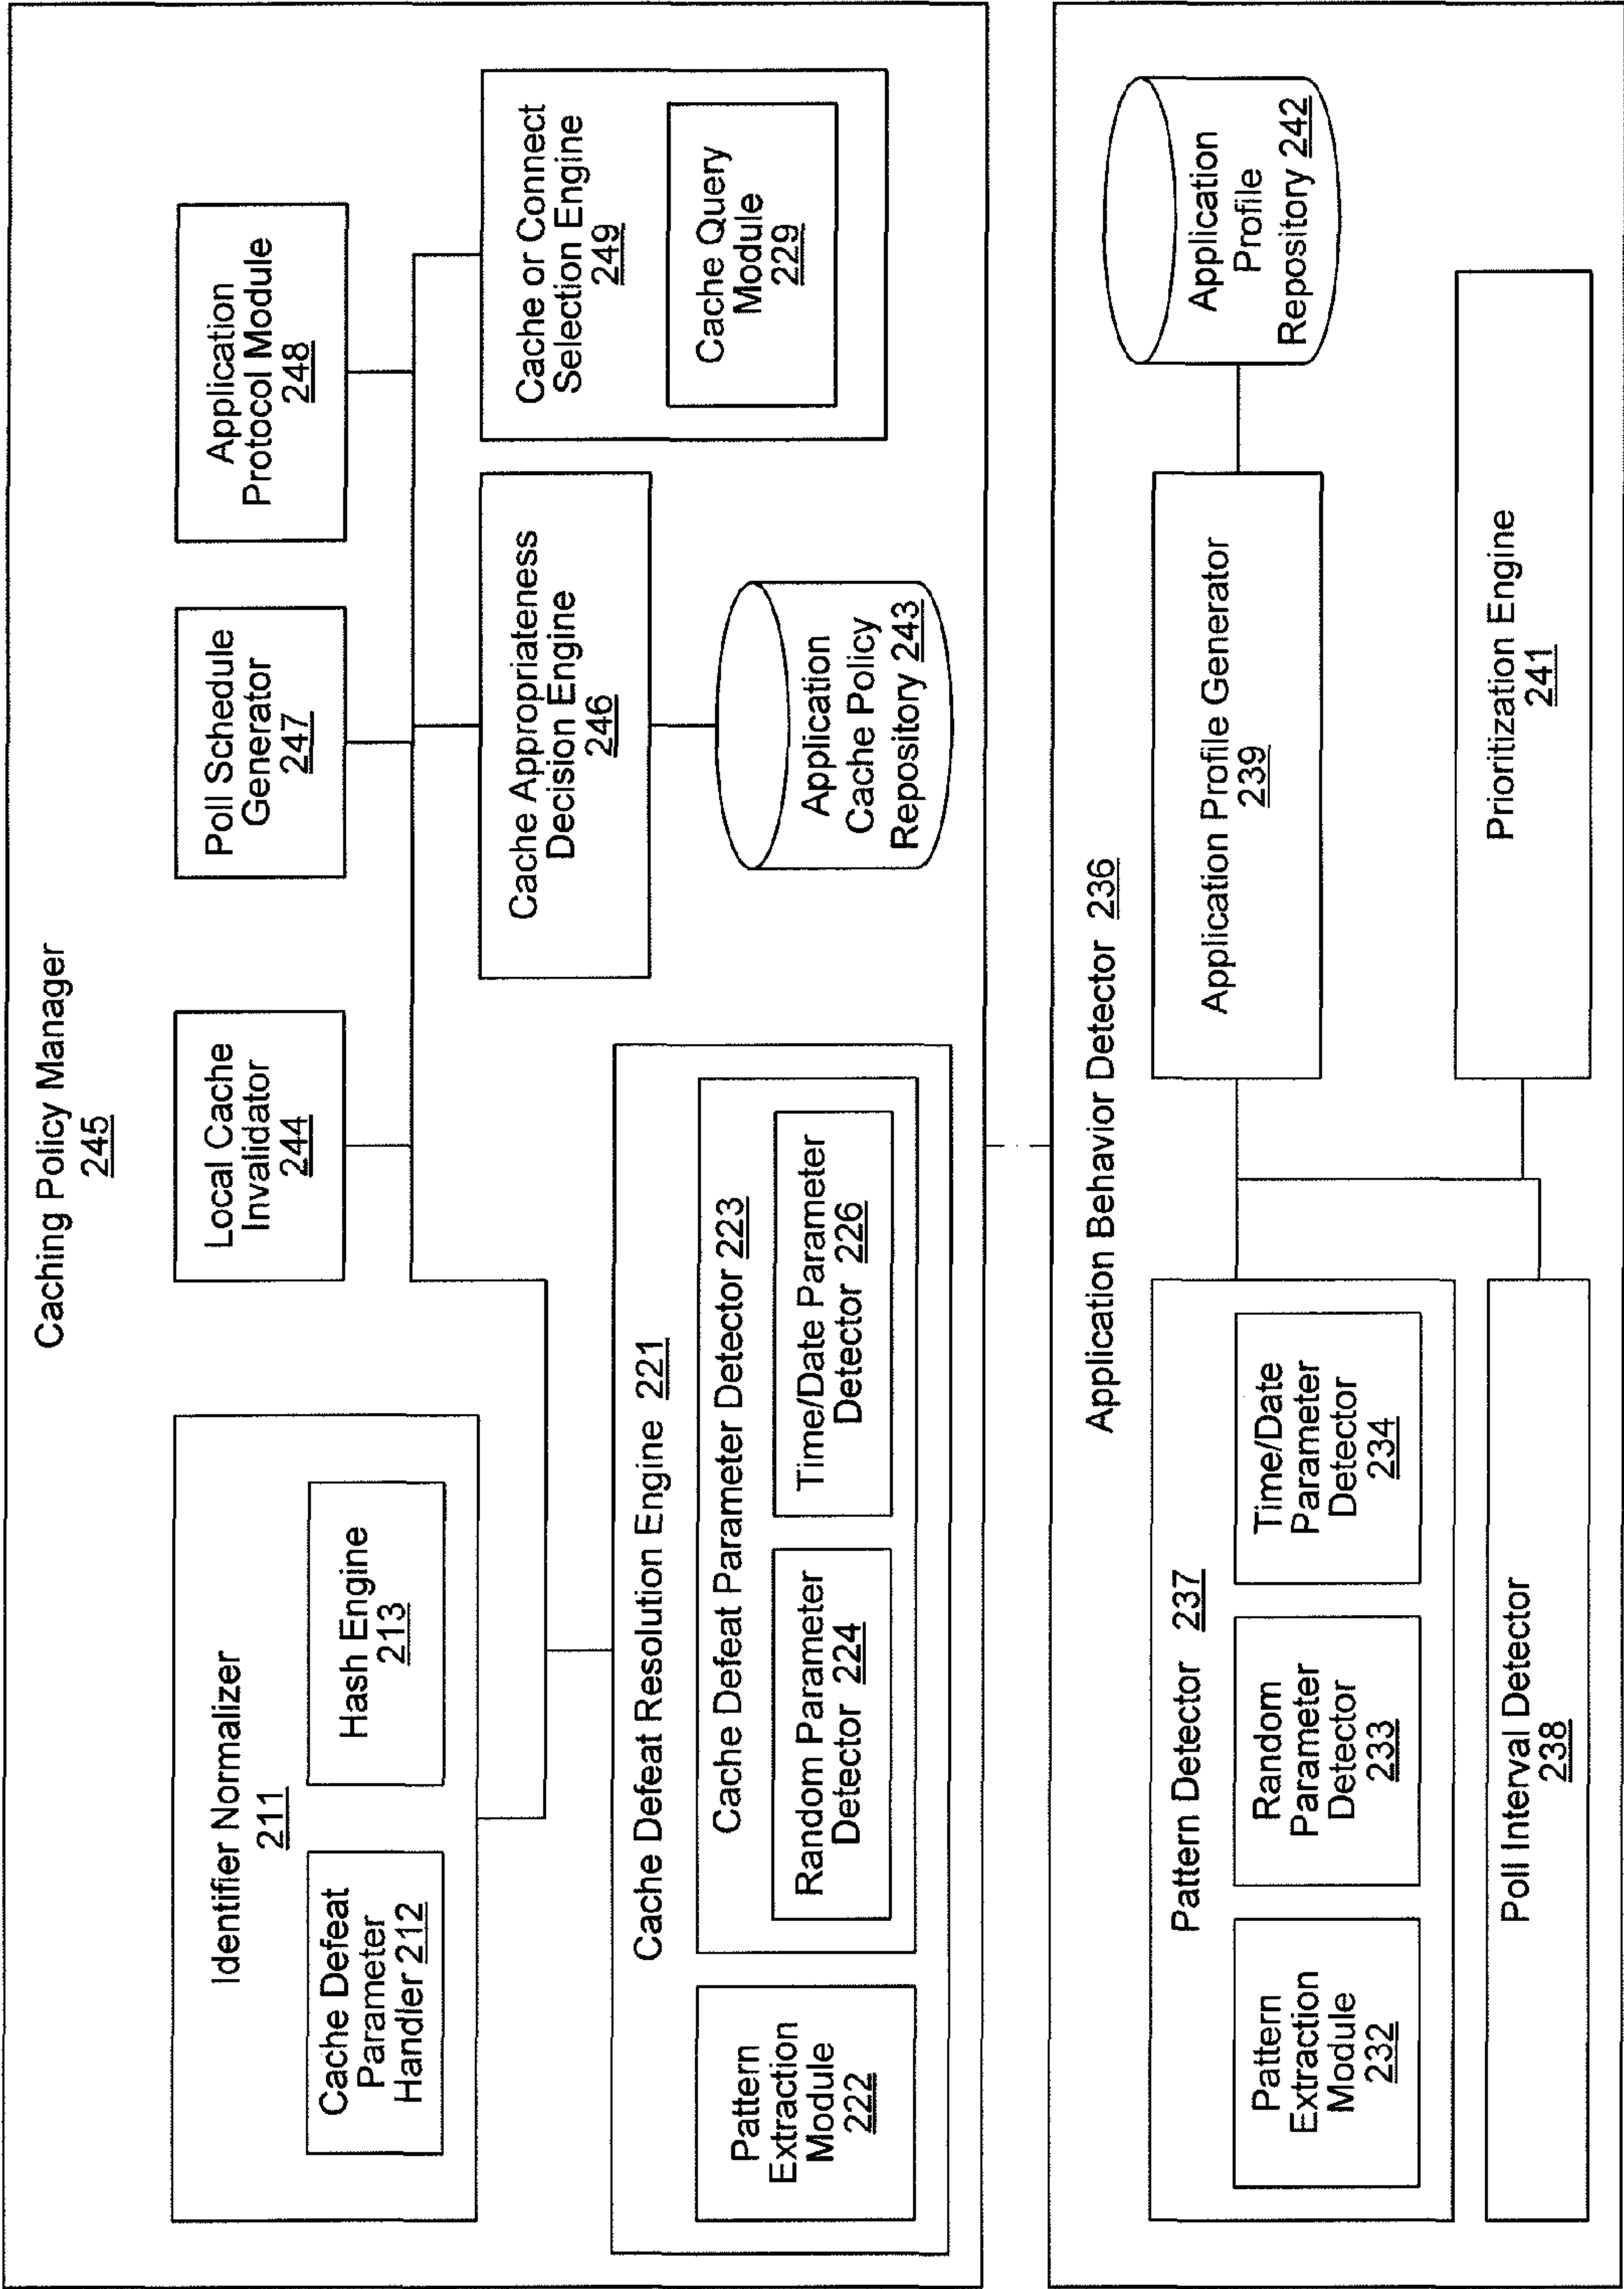 Caching Policy Manager
245
Identifier Normalizer
211
Cache Defeat
Parameter
Handler 212
Hash Engine
213
Local Cache
Invalidator
244
Poll Schedule
Generator
247
Application
Protocol Module
248
Cache Defeat Resolution Engine 221
Pattern
Extraction
Module
222
Cache Defeat Parameter Detector 223
Random Parameter
Detector 224
Time/Date Parameter
Detector 226
Cache Appropriateness
Decision Engine
246
Application
Cache Policy
Repository 243
Cache or Connect
Selection Engine
249
Cache Query
Module
229
Application Behavior Detector 236
Pattern Detector 237
Pattern
Extraction
Module
232
Random
Parameter
Detector
233
Time/Date
Parameter
Detector
234
Poll Interval Detector
238
Application Profile Generator
239
Application
Profile
Repository 242
Prioritization Engine
241